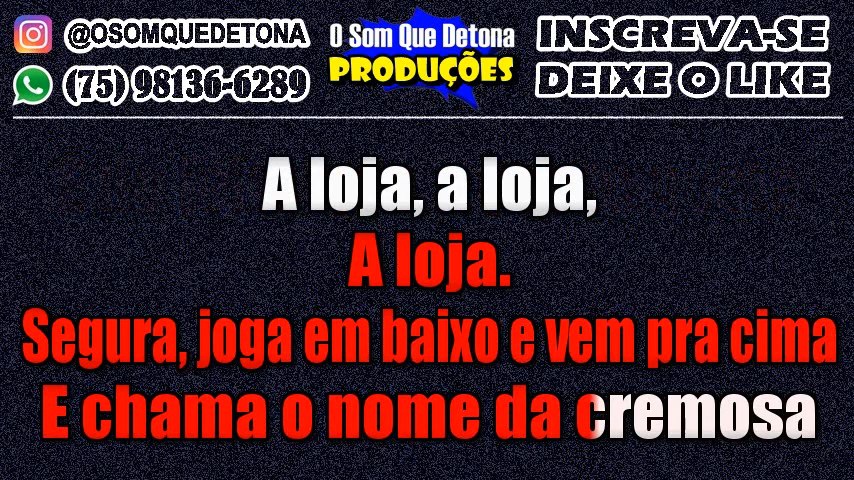 @OSOMQUEDETONA
(75) 98136-6289
O Som Que Detona
PRODUÇÕES
INSCREVA-SE
DEIXE O LIKE
A loja, a loja,
A loja.
Segura, joga em baixo e vem pra cima
E chama o nome da cremosa